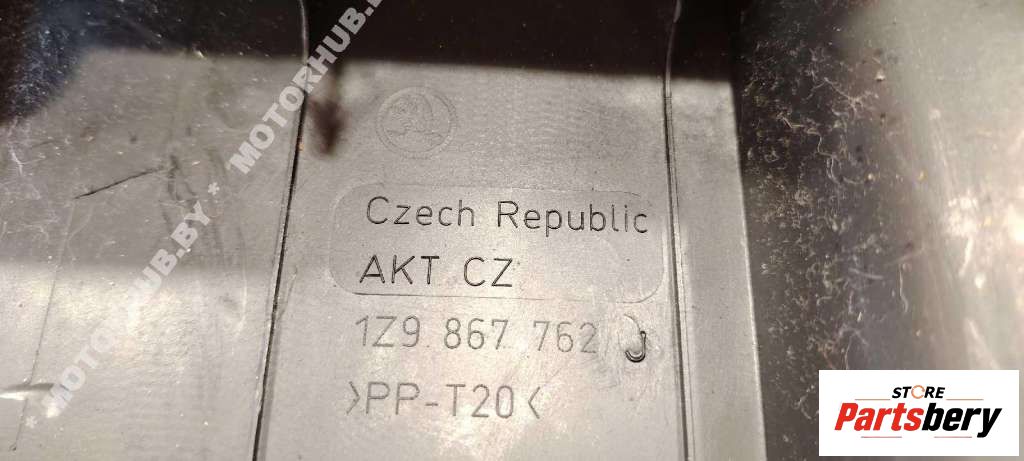 MOTORHUB.BY * MOTORHUB.BY *
Czech Republic
AKT CZ
1Z9 867 762 J
>PP-T20<
STORE
Partsbery